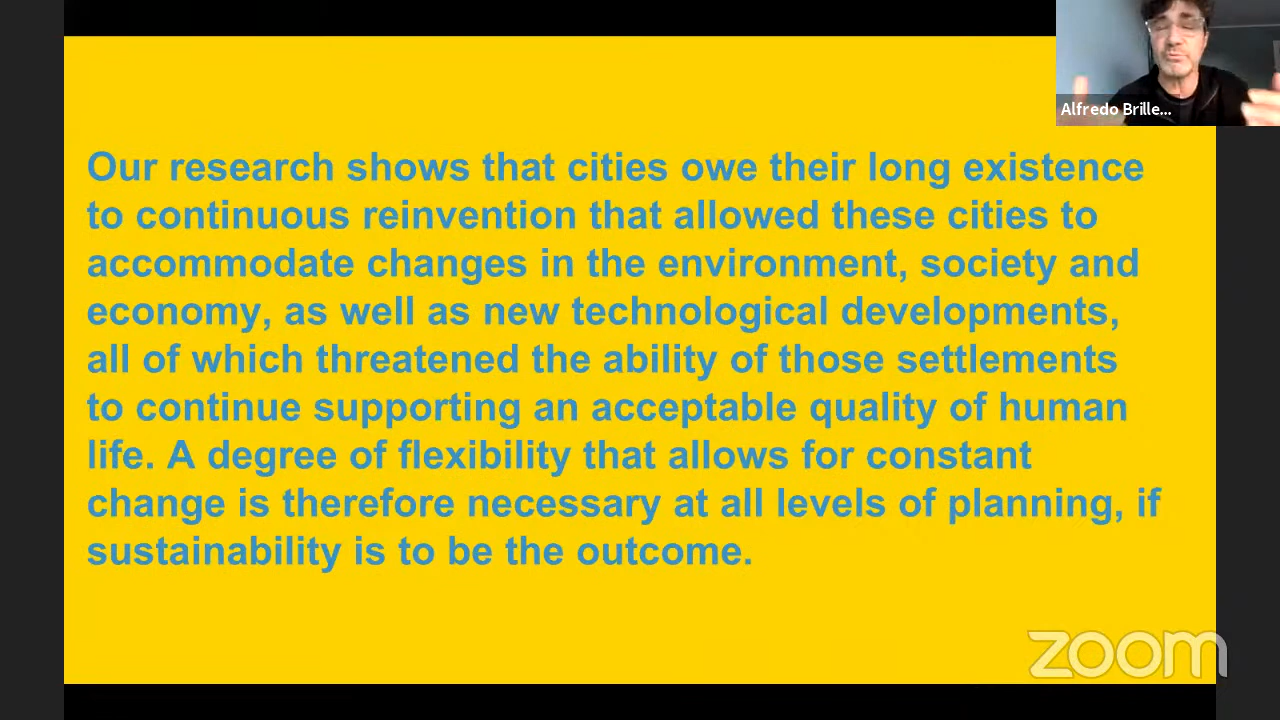 Alfredo Brille...
Our research shows that cities owe their long existence
to continuous reinvention that allowed these cities to
accommodate changes in the environment, society and
economy, as well as new technological developments,
all of which threatened the ability of those settlements
to continue supporting an acceptable quality of human
life. A degree of flexibility that allows for constant
change is therefore necessary at all levels of planning, if
sustainability is to be the outcome.
zoom